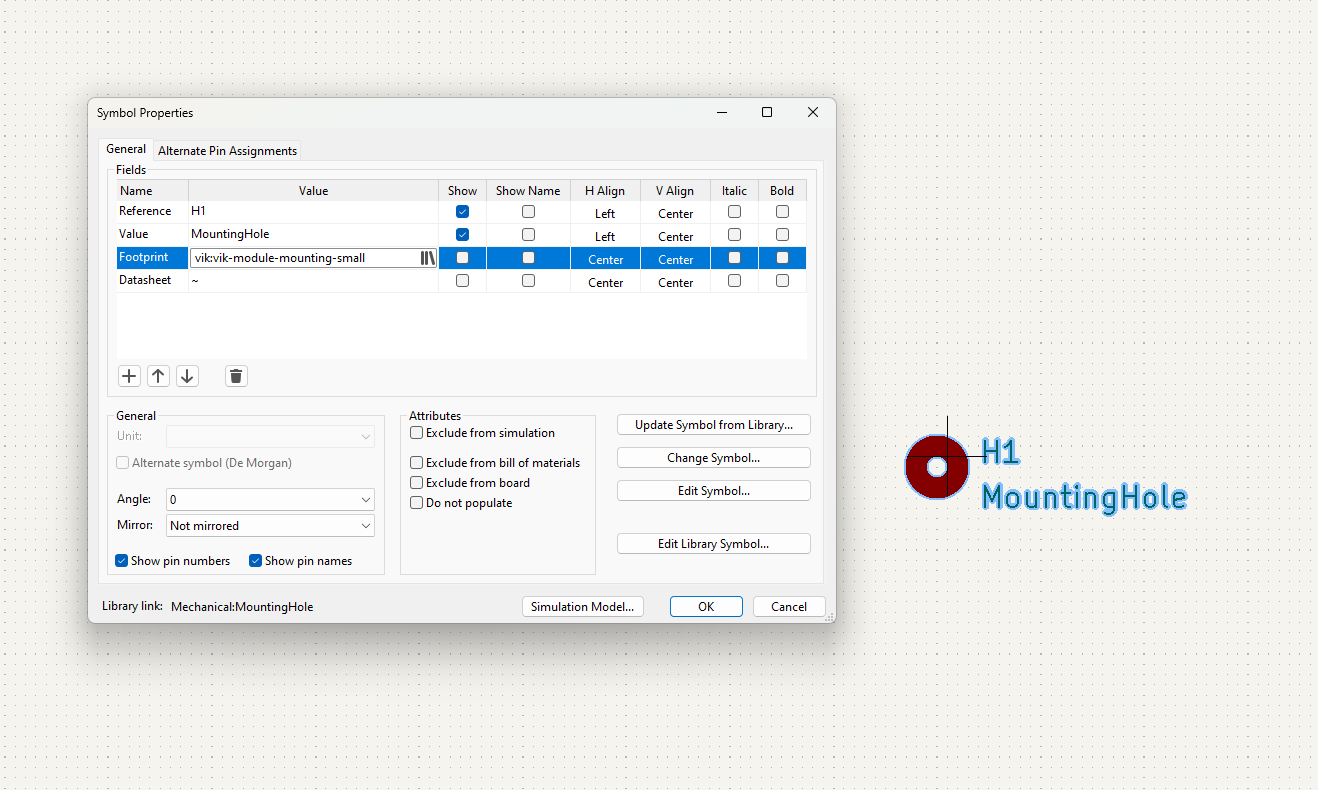 Symbol Properties
General Alternate Pin Assignments
Fields
Name Value Show Show Name H Align V Align Italic Bold
Reference H1 Left Center
Value MountingHole Left Center
Footprint vik:vik-module-mounting-small Center Center
Datasheet ~ Center Center
General
Unit:
Alternate symbol (De Morgan)
Angle: 0
Mirror: Not mirrored
Show pin numbers Show pin names
Attributes
Exclude from simulation
Exclude from bill of materials
Exclude from board
Do not populate
Update Symbol from Library...
Change Symbol...
Edit Symbol...
Edit Library Symbol...
Library link: Mechanical:MountingHole
Simulation Model... OK Cancel
H1
MountingHole